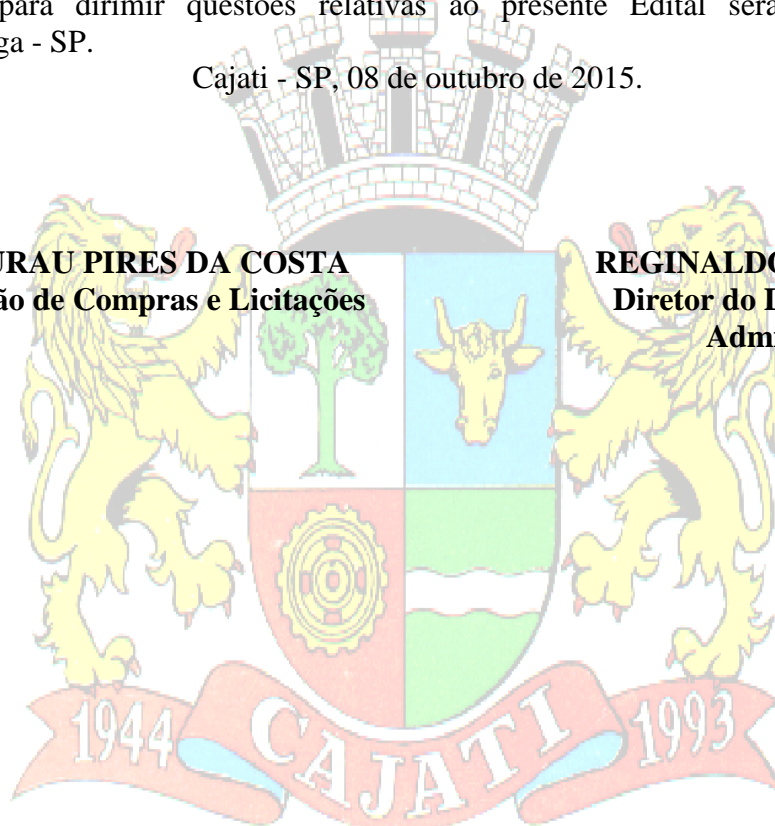 para dirimir questões relativas ao presente Edital será
ga - SP.
Cajati - SP, 08 de outubro de 2015.
URAU PIRES DA COSTA
ão de Compras e Licitações
REGINALDO
Diretor do
Adm
1944
CAJATI
1993